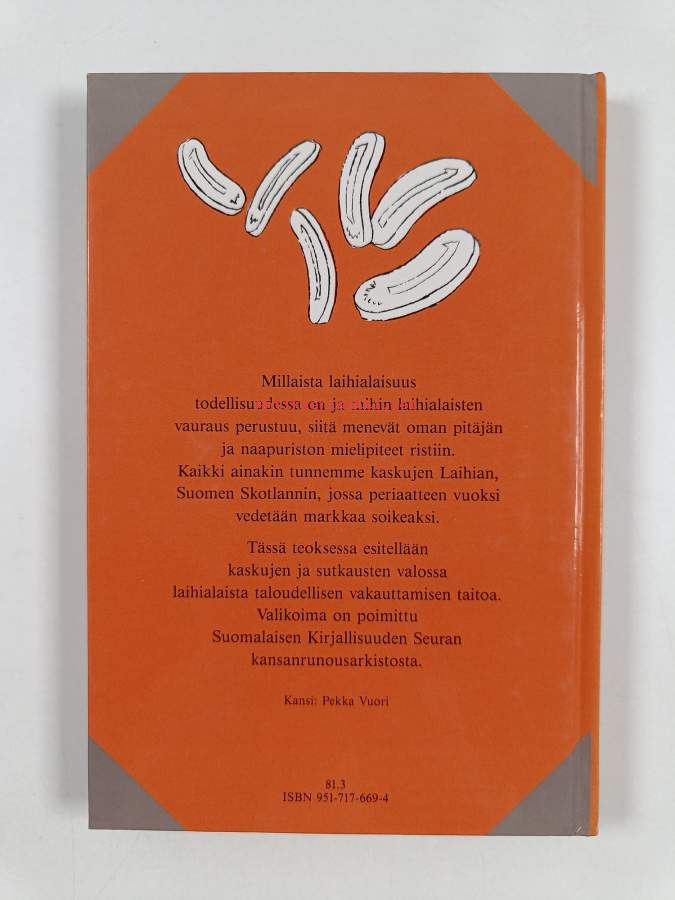 Millaista laihialaisuus
todellisuudessa on ja mihin laihialaisten
vauraus perustuu, siitä menevät oman pitäjän
ja naapuriston mielipiteet ristiin.
Kaikki ainakin tunnemme kaskujen Laihian,
Suomen Skotlannin, jossa periaatteen vuoksi
vedetään markkaa soikeaksi.
Tässä teoksessa esitellään
kaskujen ja sutkausten valossa
laihialaista taloudellisen vakauttamisen taitoa.
Valikoima on poimittu
Suomalaisen Kirjallisuuden Seuran
kansanrunousarkistosta.
Kansi: Pekka Vuori
81.3
ISBN 951-717-669-4